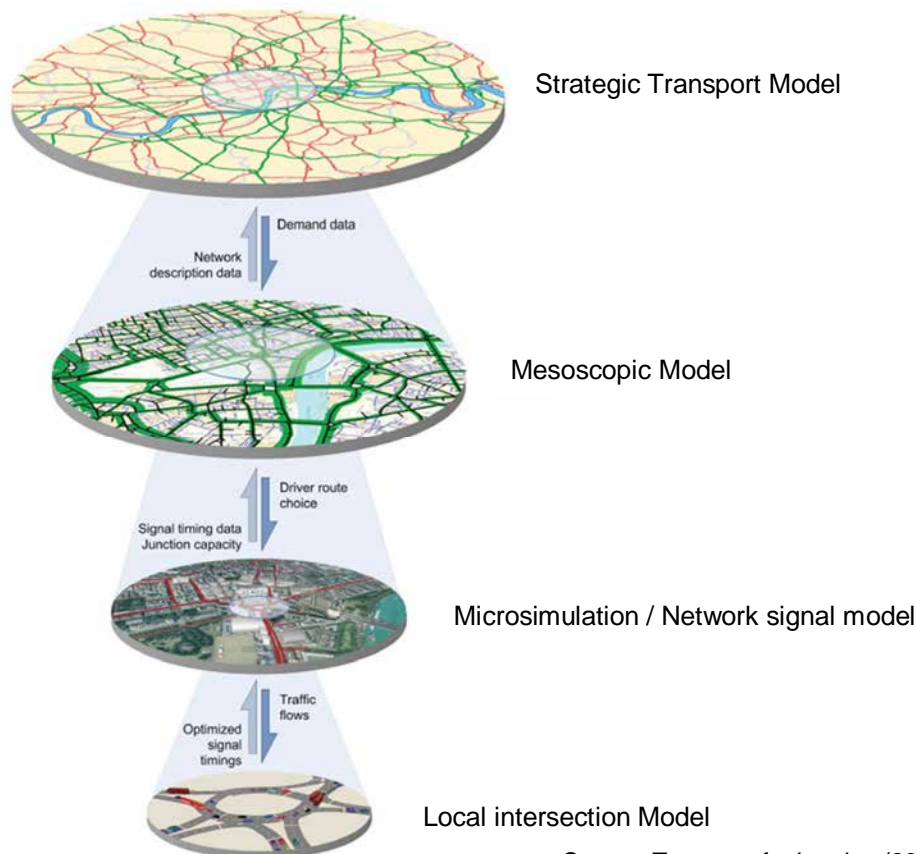 Strategic Transport Model
Demand data
Network
description data
Mesoscopic Model
Driver route
choice
Signal timing data
Junction capacity
Microsimulation / Network signal model
Traffic
flows
Optimized
signal
timings
Local intersection Model